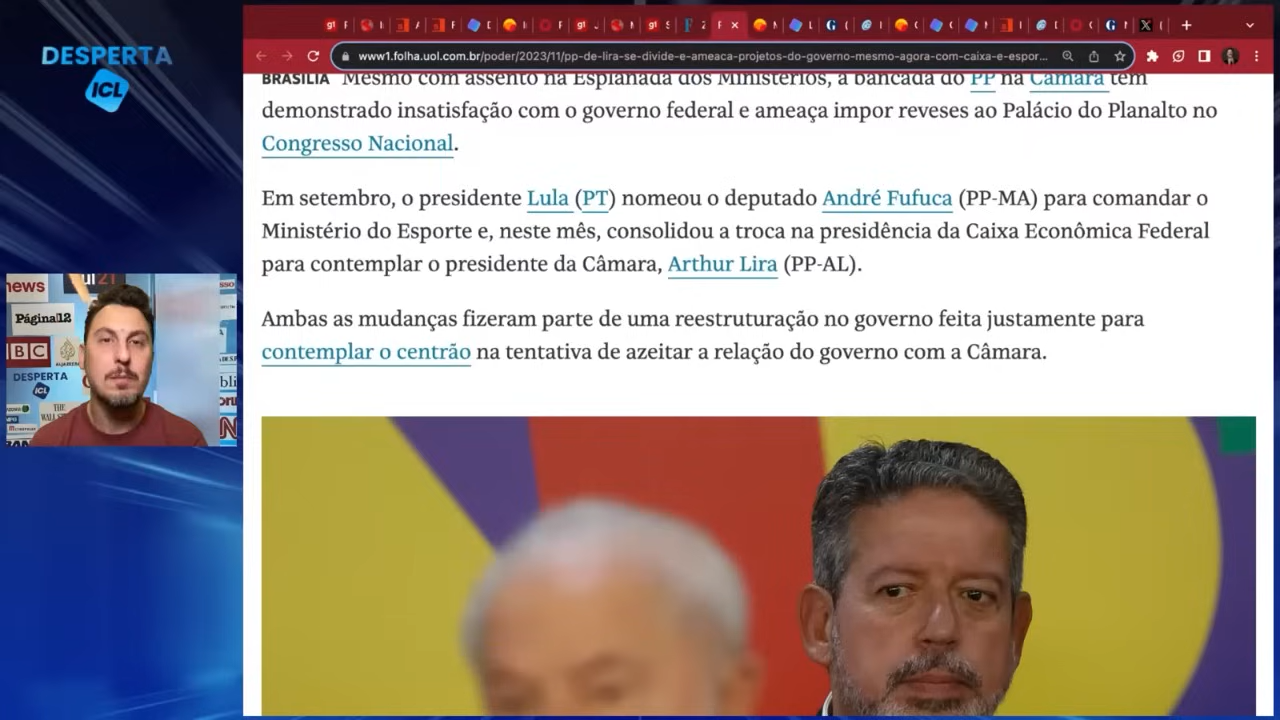 DESPERTA
ICL
www1.folha.uol.com.br/poder/2023/11/pp-de-lira-se-divide-e-ameaca-projetos-do-governo-mesmo-agora-com-caixa-e-espor...
BRASÍLIA Mesmo com assento na Esplanada dos Ministérios, a bancada do PP na Câmara tem
demonstrado insatisfação com o governo federal e ameaça impor reveses ao Palácio do Planalto no
Congresso Nacional.
Em setembro, o presidente Lula (PT) nomeou o deputado André Fufuca (PP-MA) para comandar o
Ministério do Esporte e, neste mês, consolidou a troca na presidência da Caixa Econômica Federal
para contemplar o presidente da Câmara, Arthur Lira (PP-AL).
Ambas as mudanças fizeram parte de uma reestruturação no governo feita justamente para
contemplar o centrão na tentativa de azeitar a relação do governo com a Câmara.
news
Página12
BBC
DESPERTA
ICL
THE